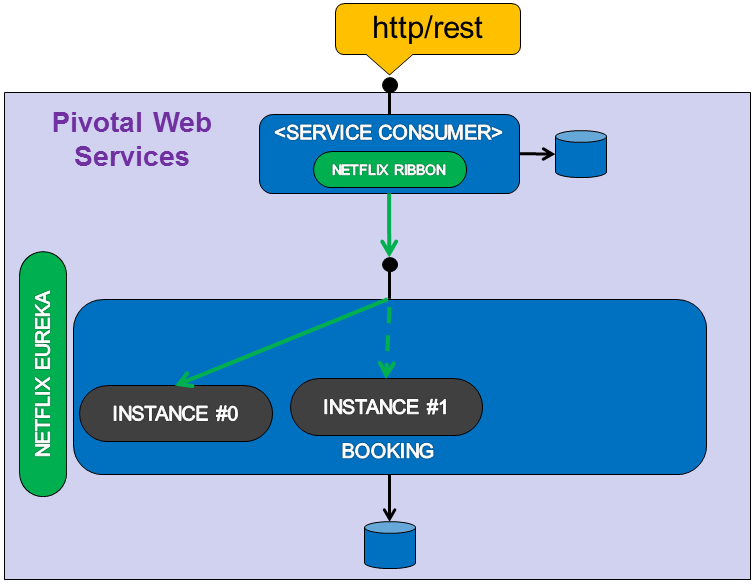 http/rest
Pivotal Web
Services
<SERVICE CONSUMER>
NETFLIX RIBBON
NETFLIX EUREKA
INSTANCE #0
INSTANCE #1
BOOKING